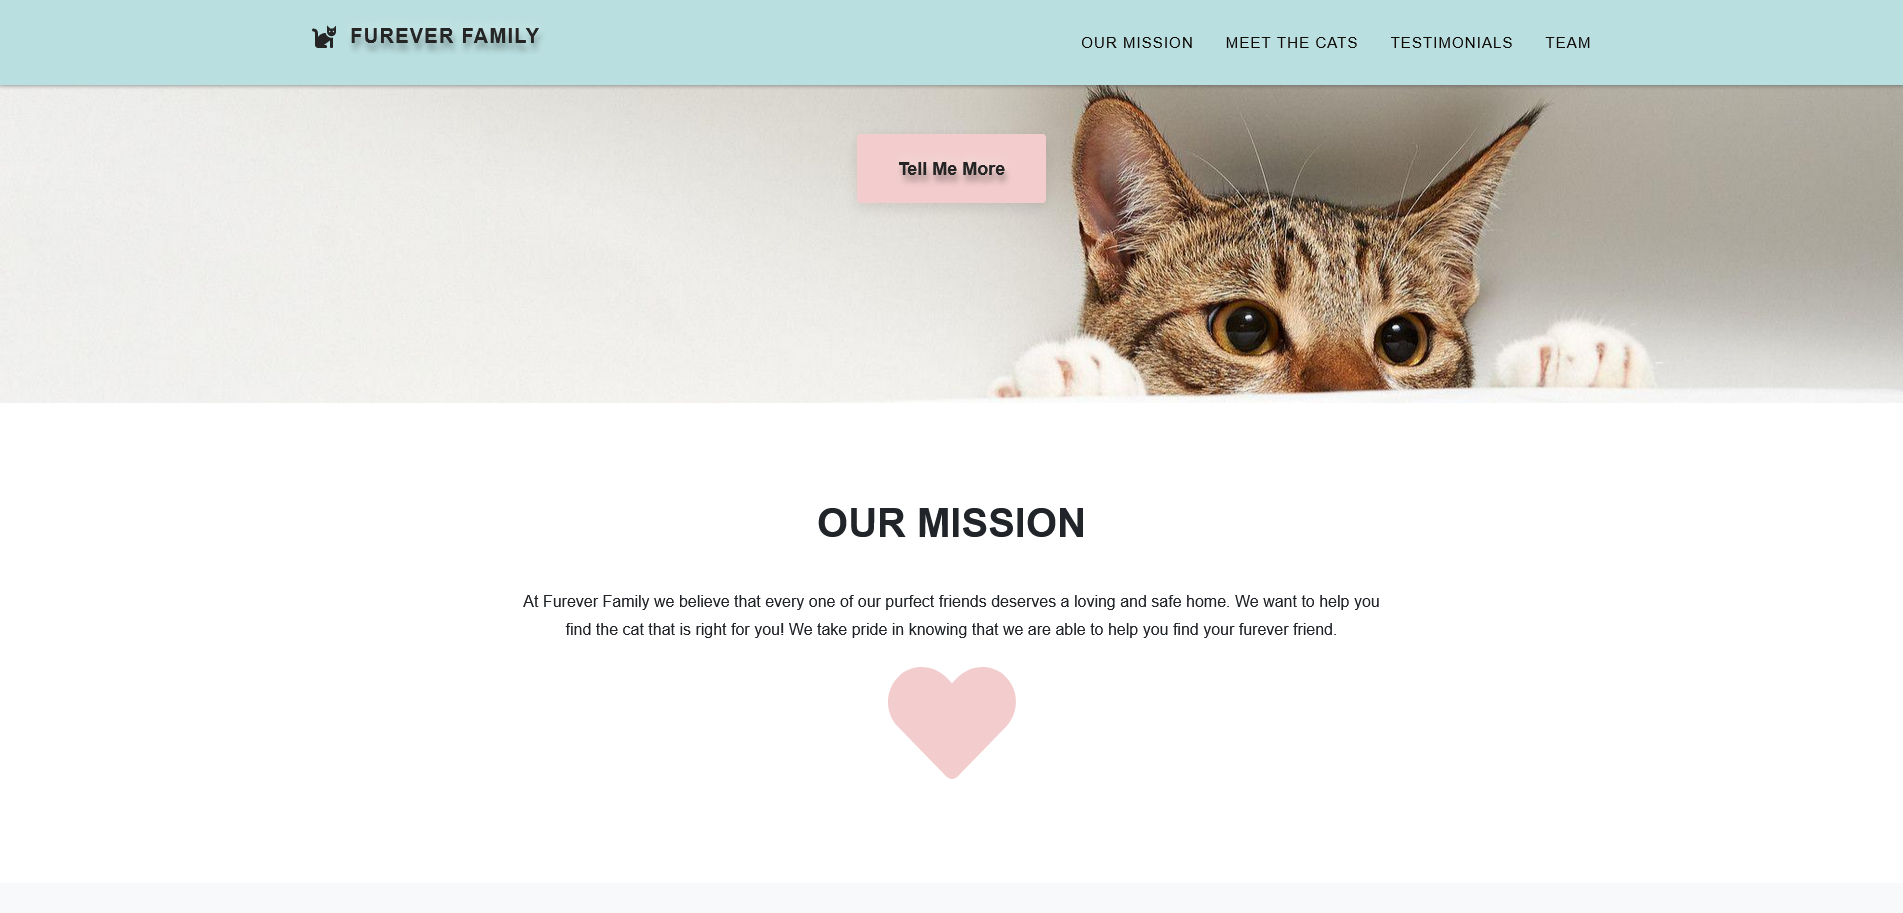 FUREVER FAMILY
OUR MISSION
MEET THE CATS
TESTIMONIALS
TEAM
Tell Me More
OUR MISSION
At Furever Family we believe that every one of our purfect friends deserves a loving and safe home. We want to help you
find the cat that is right for you! We take pride in knowing that we are able to help you find your furever friend.